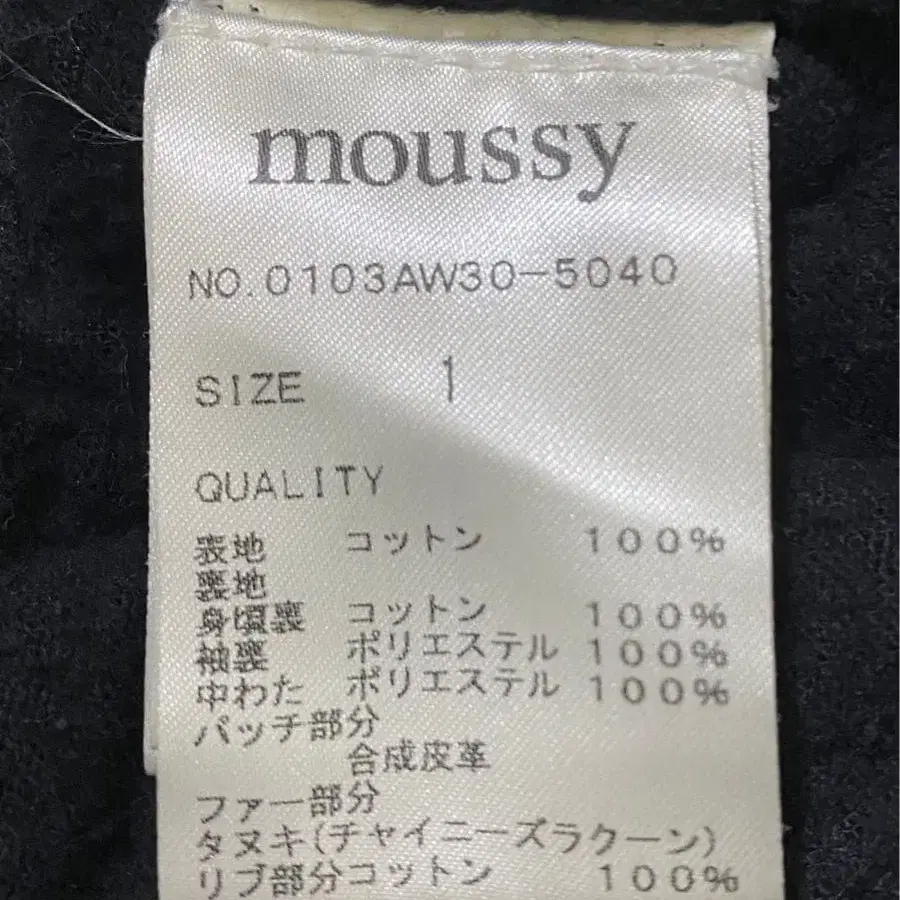 moussy
NO.0103AW30-5040
SIZE 1
QUALITY
表地 コットン 100%
裏地
身頃裏 コットン 100%
袖裏 ポリエステル 100%
中わた ポリエステル 100%
パッチ部分
合成皮革
ファー部分
タヌキ(チャイニーズラクーン)
リブ部分コットン 100%